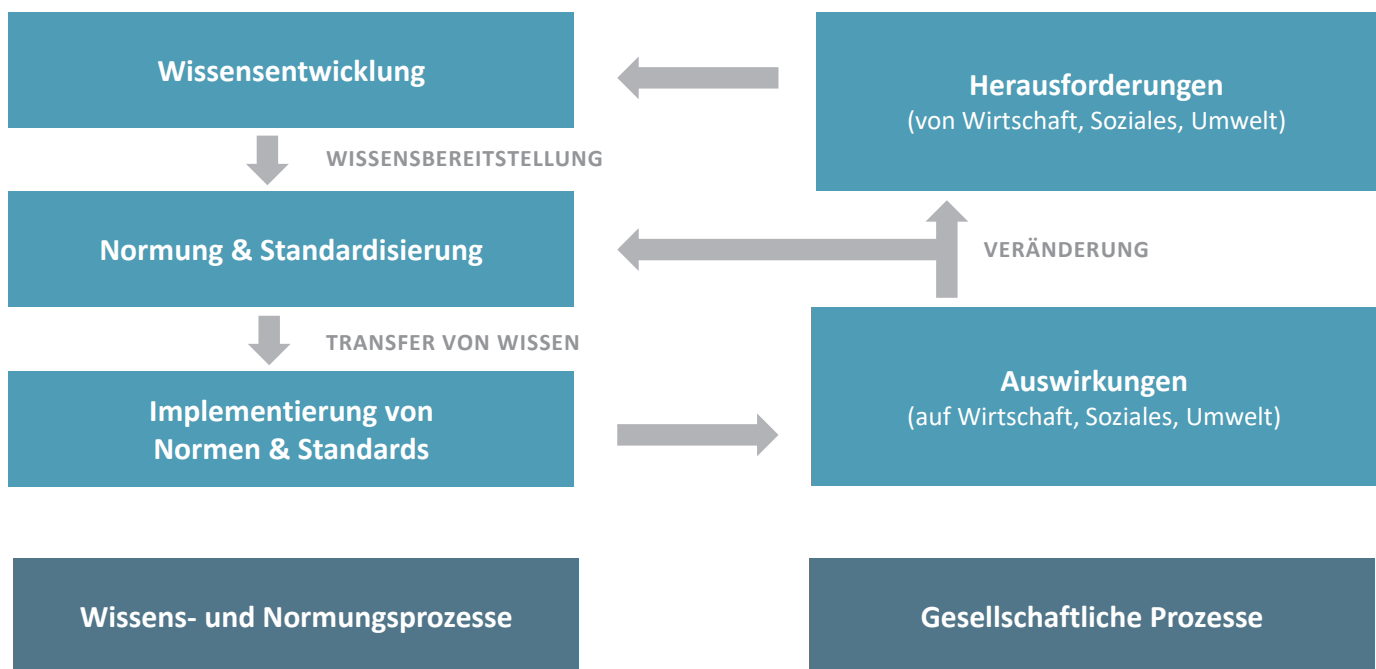 Wissensentwicklung
Herausforderungen
(von Wirtschaft, Soziales, Umwelt)
WISSENSBEREITSTELLUNG
Normung & Standardisierung
VERÄNDERUNG
TRANSFER VON WISSEN
Implementierung von
Normen & Standards
Auswirkungen
(auf Wirtschaft, Soziales, Umwelt)
Wissens- und Normungsprozesse
Gesellschaftliche Prozesse